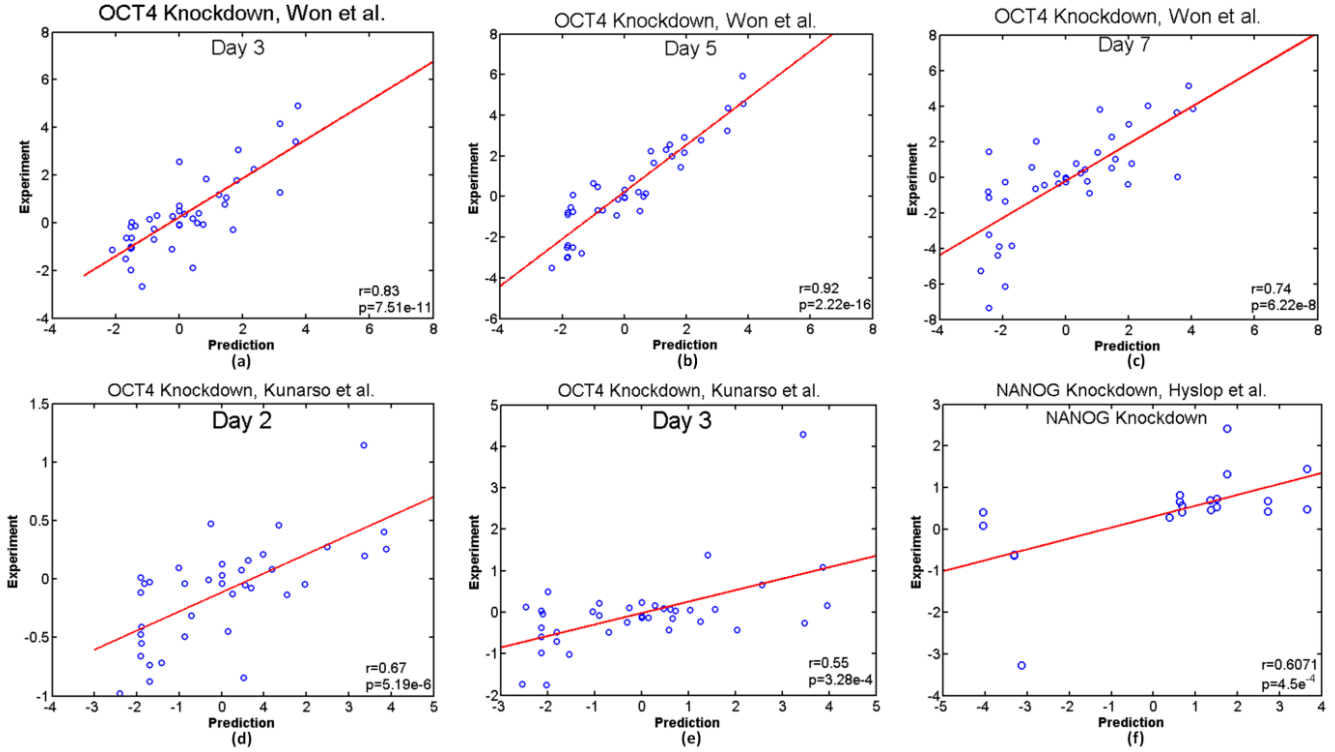 OCT4 Knockdown, Won et al.
Day 3
8
6
4
2
0
-2
-4
Experiment
r=0.83
p=7.51e-11
-4 -2 0 2 4 6 8
Prediction
(a)
OCT4 Knockdown, Won et al.
Day 5
8
6
4
2
0
-2
-4
-6
Experiment
r=0.92
p=2.22e-16
-4 -2 0 2 4 6 8
Prediction
(b)
OCT4 Knockdown, Won et al.
Day 7
8
6
4
2
0
-2
-4
-6
-8
Experiment
r=0.74
p=6.22e-8
-4 -2 0 2 4 6 8
Prediction
(c)
OCT4 Knockdown, Kunarso et al.
Day 2
1.5
1
0.5
0
-0.5
-1
Experiment
r=0.67
p=5.19e-6
-4 -3 -2 -1 0 1 2 3 4 5
Prediction
(d)
OCT4 Knockdown, Kunarso et al.
Day 3
5
4
3
2
1
0
-1
-2
Experiment
r=0.55
p=3.28e-4
-3 -2 -1 0 1 2 3 4 5
Prediction
(e)
NANOG Knockdown, Hyslop et al.
NANOG Knockdown
3
2
1
0
-1
-2
-3
-4
Experiment
r=0.6071
p=4.5e⁻⁴
-5 -4 -3 -2 -1 0 1 2 3 4
Prediction
(f)